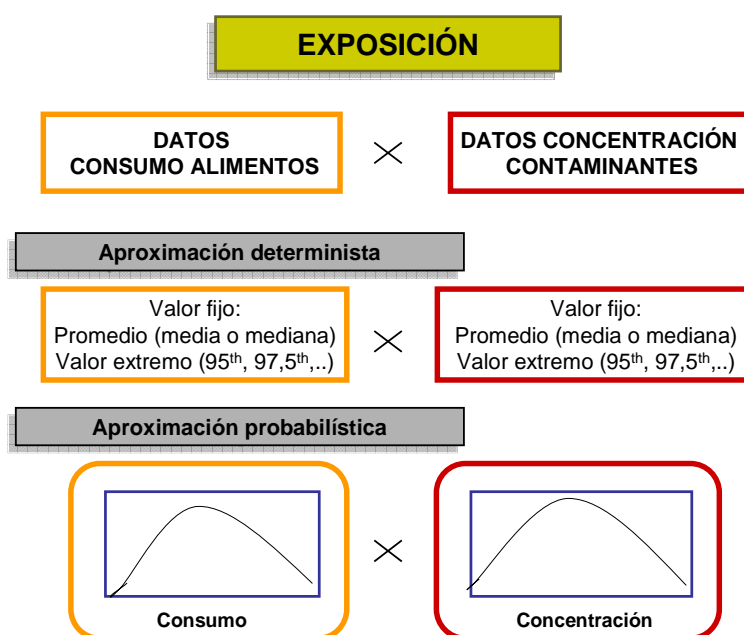 EXPOSICIÓN
DATOS
CONSUMO ALIMENTOS
×
DATOS CONCENTRACIÓN
CONTAMINANTES
Aproximación determinista
Valor fijo:
Promedio (media o mediana)
Valor extremo (95th, 97,5th,..)
×
Valor fijo:
Promedio (media o mediana)
Valor extremo (95th, 97,5th,..)
Aproximación probabilística
Consumo
×
Concentración